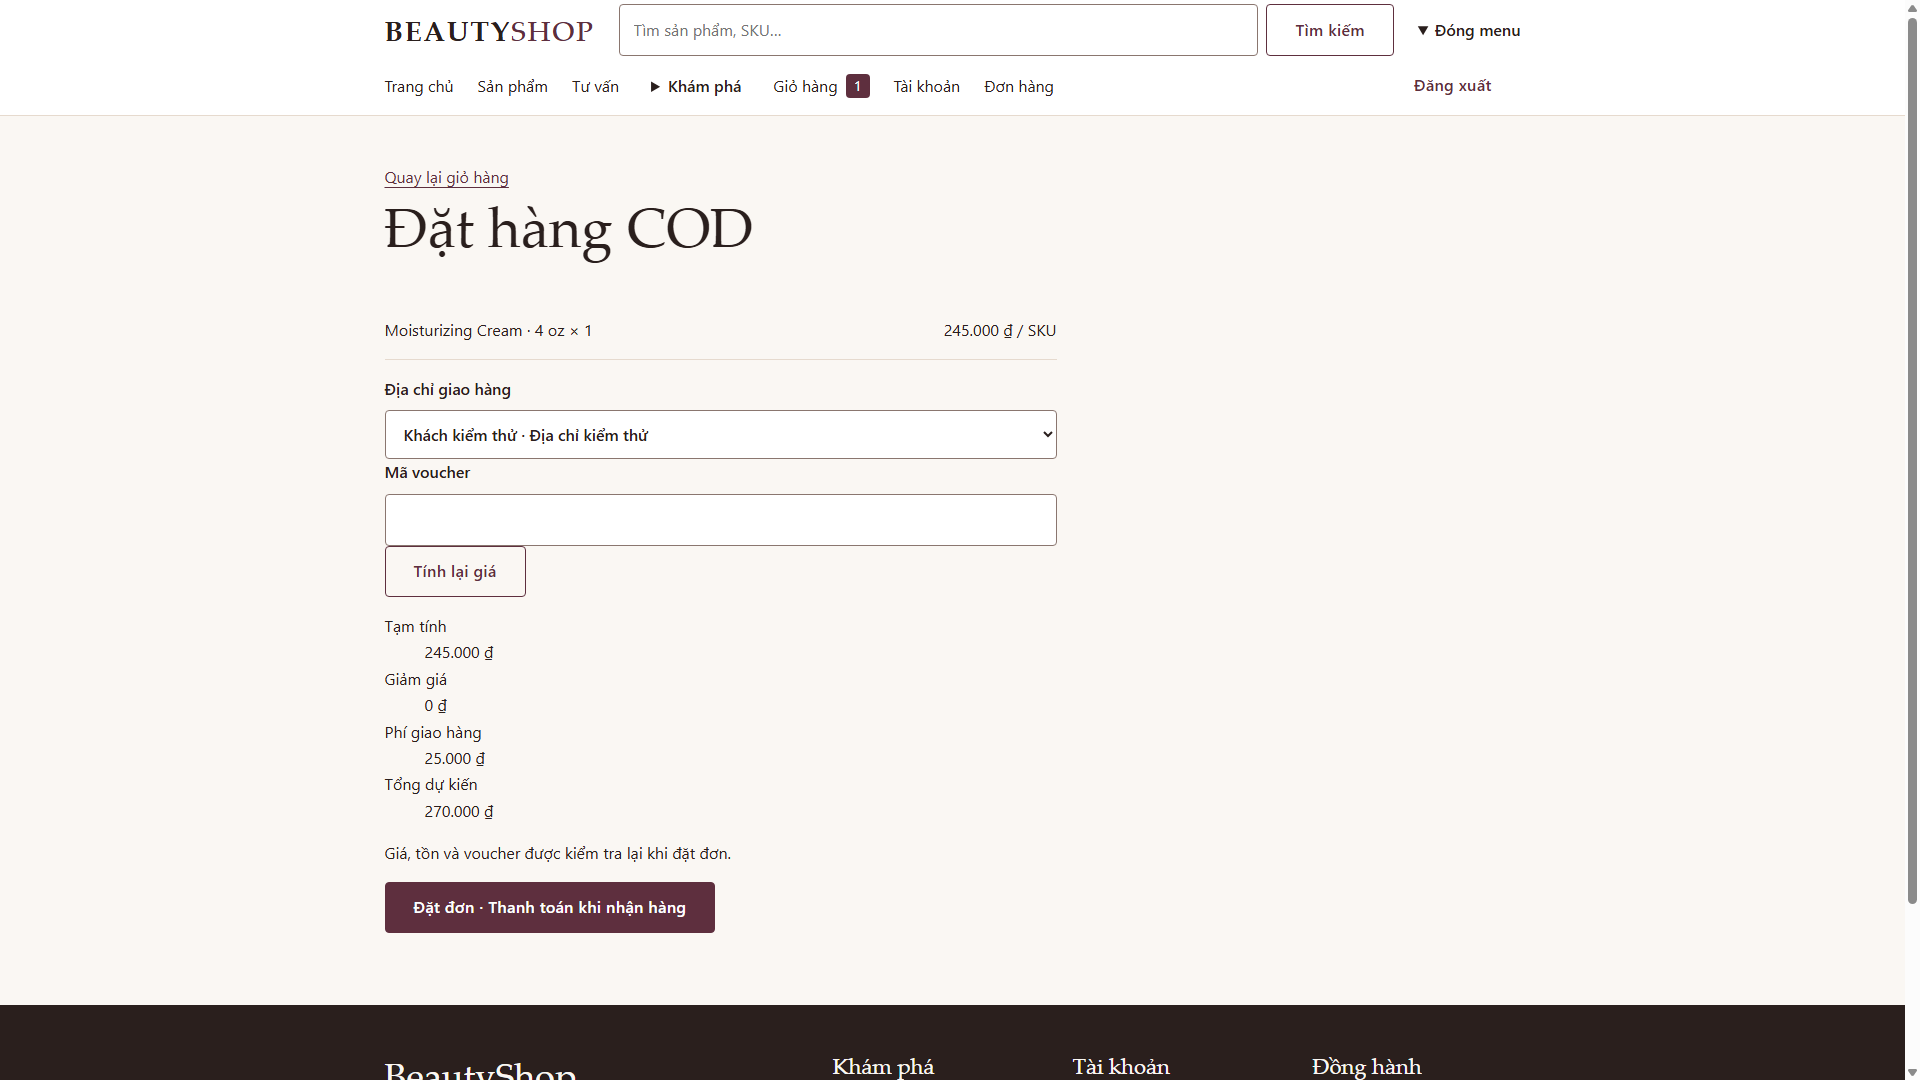 BEAUTYSHOP
Tìm sản phẩm, SKU...
Tìm kiếm
▼ Đóng menu
Trang chủ
Sản phẩm
Tư vấn
▶ Khám phá
Giỏ hàng 1
Tài khoản
Đơn hàng
Đăng xuất
Quay lại giỏ hàng
Đặt hàng COD
Moisturizing Cream · 4 oz × 1
245.000 ₫ / SKU
Địa chỉ giao hàng
Khách kiểm thử · Địa chỉ kiểm thử
Mã voucher
Tính lại giá
Tạm tính
245.000 ₫
Giảm giá
0 ₫
Phí giao hàng
25.000 ₫
Tổng dự kiến
270.000 ₫
Giá, tồn và voucher được kiểm tra lại khi đặt đơn.
Đặt đơn · Thanh toán khi nhận hàng
BeautyShop
Khám phá
Tài khoản
Đồng hành